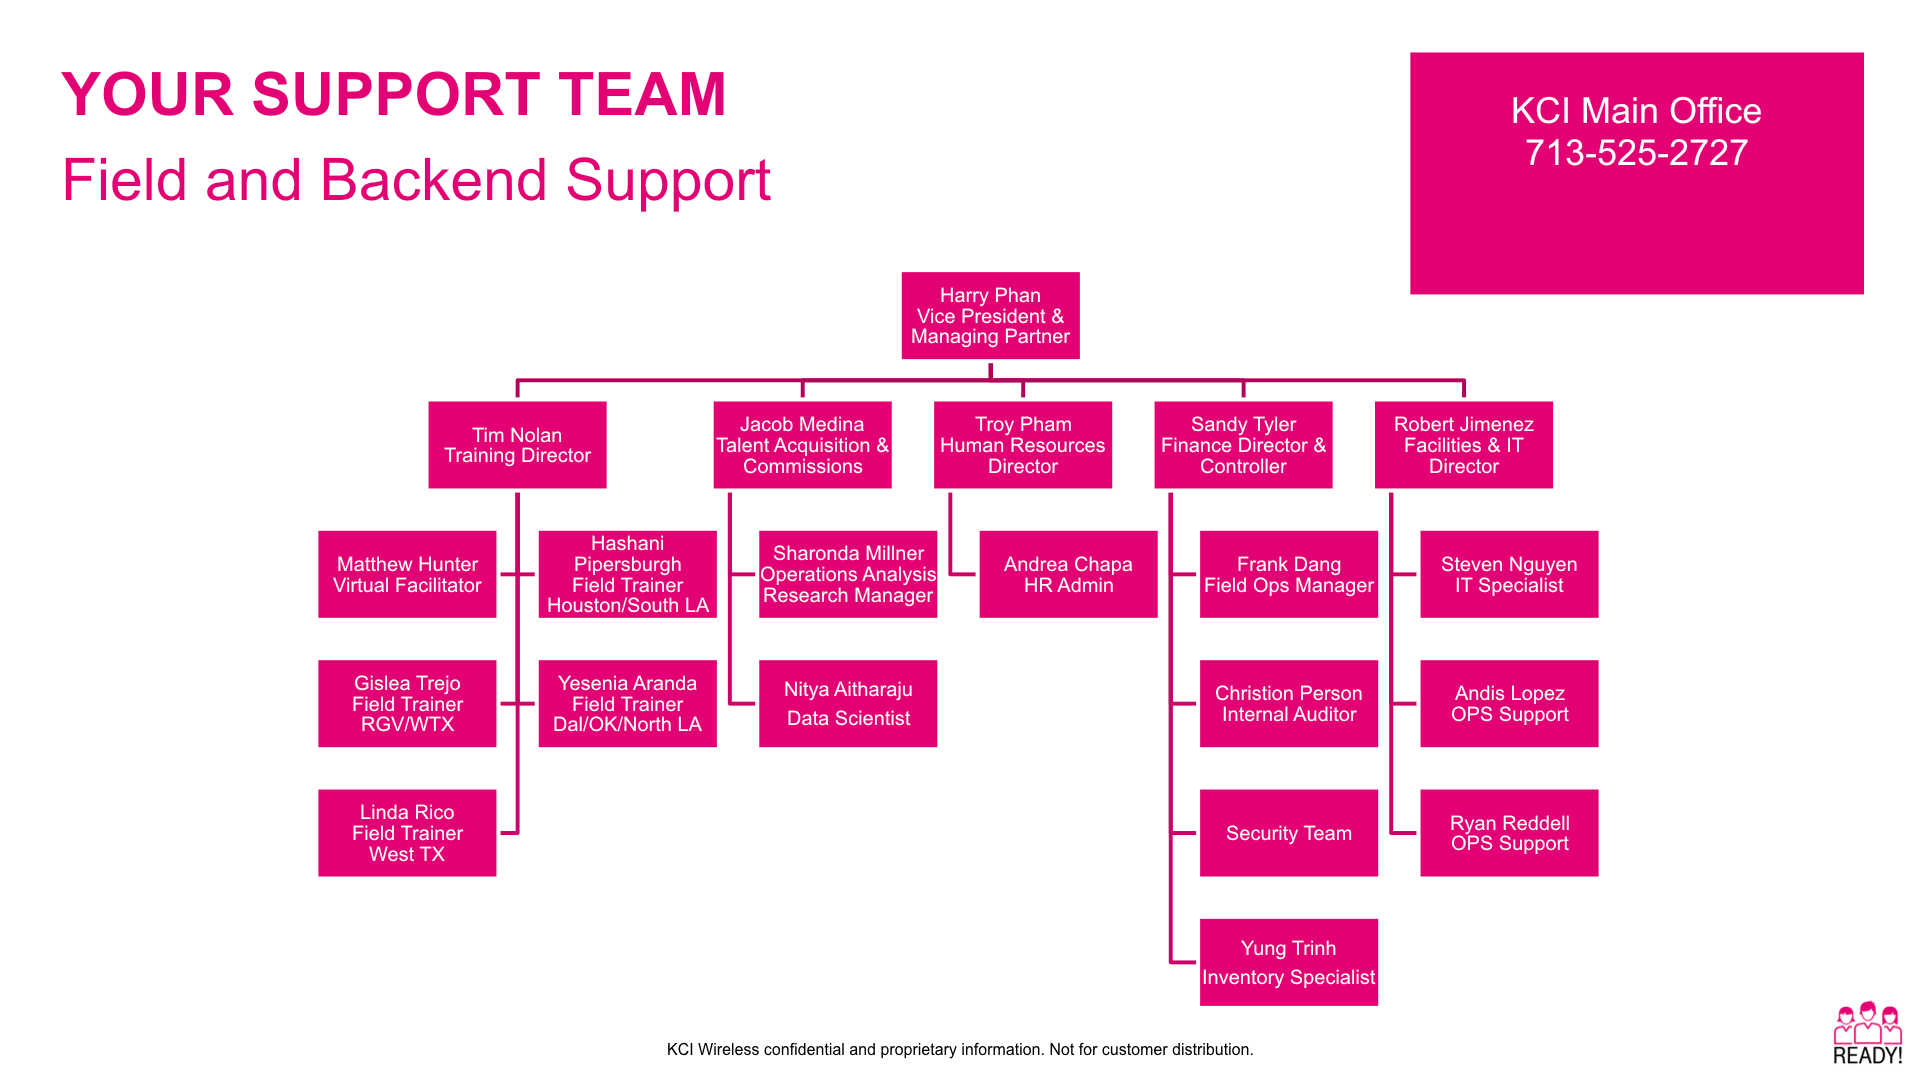 YOUR SUPPORT TEAM
Field and Backend Support
KCI Main Office
713-525-2727
Harry Phan
Vice President &
Managing Partner
Tim Nolan
Training Director
Jacob Medina
Talent Acquisition &
Commissions
Troy Pham
Human Resources
Director
Sandy Tyler
Finance Director &
Controller
Robert Jimenez
Facilities & IT
Director
Matthew Hunter
Virtual Facilitator
Hashani
Pipersburgh
Field Trainer
Houston/South LA
Sharonda Millner
Operations Analysis
Research Manager
Andrea Chapa
HR Admin
Frank Dang
Field Ops Manager
Steven Nguyen
IT Specialist
Gislea Trejo
Field Trainer
RGV/WTX
Yesenia Aranda
Field Trainer
Dal/OK/North LA
Nitya Aitharaju
Data Scientist
Christion Person
Internal Auditor
Andis Lopez
OPS Support
Linda Rico
Field Trainer
West TX
Security Team
Ryan Reddell
OPS Support
Yung Trinh
Inventory Specialist
KCI Wireless confidential and proprietary information. Not for customer distribution.
READY!